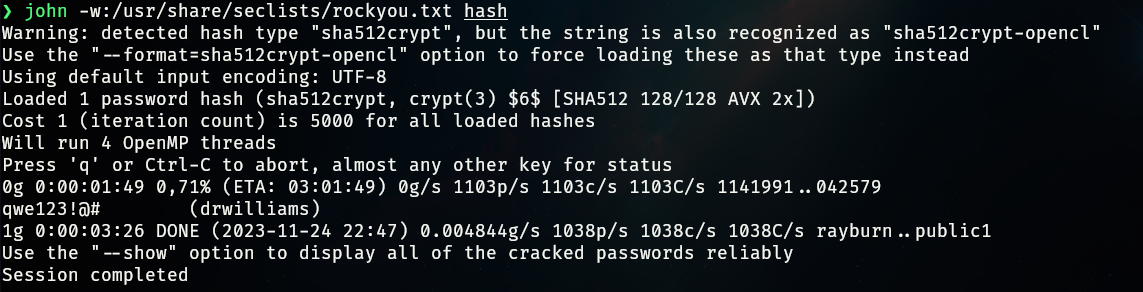 ❯ john -w:/usr/share/seclists/rockyou.txt hash
Warning: detected hash type "sha512crypt", but the string is also recognized as "sha512crypt-opencl"
Use the "--format=sha512crypt-opencl" option to force loading these as that type instead
Using default input encoding: UTF-8
Loaded 1 password hash (sha512crypt, crypt(3) $6$ [SHA512 128/128 AVX 2x])
Cost 1 (iteration count) is 5000 for all loaded hashes
Will run 4 OpenMP threads
Press 'q' or Ctrl-C to abort, almost any other key for status
0g 0:00:01:49 0,71% (ETA: 03:01:49) 0g/s 1103p/s 1103c/s 1103C/s 1141991..042579
qwe123!@#        (drwilliams)
1g 0:00:03:26 DONE (2023-11-24 22:47) 0.004844g/s 1038p/s 1038c/s 1038C/s rayburn..public1
Use the "--show" option to display all of the cracked passwords reliably
Session completed